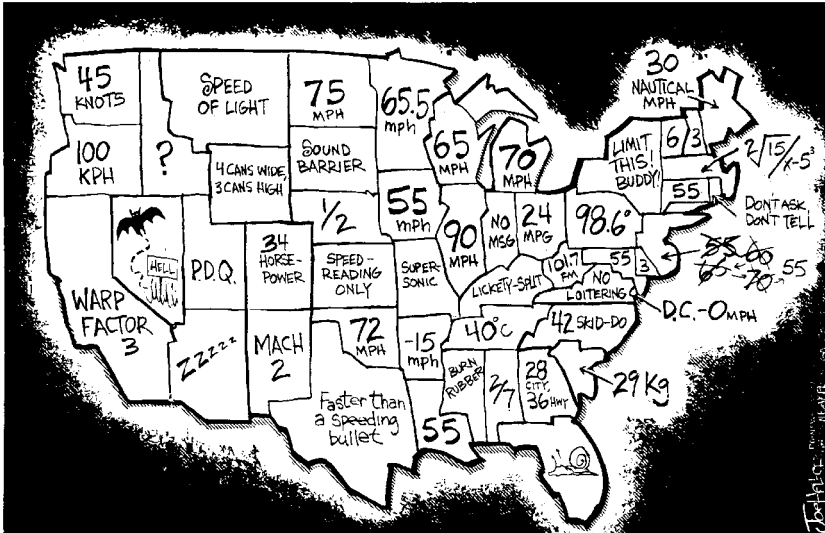 45
KNOTS
SPEED
OF LIGHT
75
MPH
65.5
mph
30
NAUTICAL
MPH
100
KPH
?
4 CANS WIDE,
3 CANS HIGH
SOUND
BARRIER
65
MPH
70
MPH
LIMIT
THIS!
BUDDY!
6
3
2√15/x-5³
55
DON'T ASK
DON'T TELL
HELL
P.D.Q.
34
HORSE-
POWER
1/2
55
mph
90
MPH
NO
MSG
24
MPG
98.6°
SPEED-
READING
ONLY
SUPER-
SONIC
LICKETY-SPLIT
101.7
FM
55
3
55 60
65 70 55
NO
LOITERING
D.C.-0 MPH
WARP
FACTOR
3
ZZZZZ
MACH
2
72
MPH
-15
mph
40°C
42 SKID-DO
Faster than
a speeding
bullet
55
BURN
RUBBER
2/7
28
CITY,
36 HWY
29 Kg